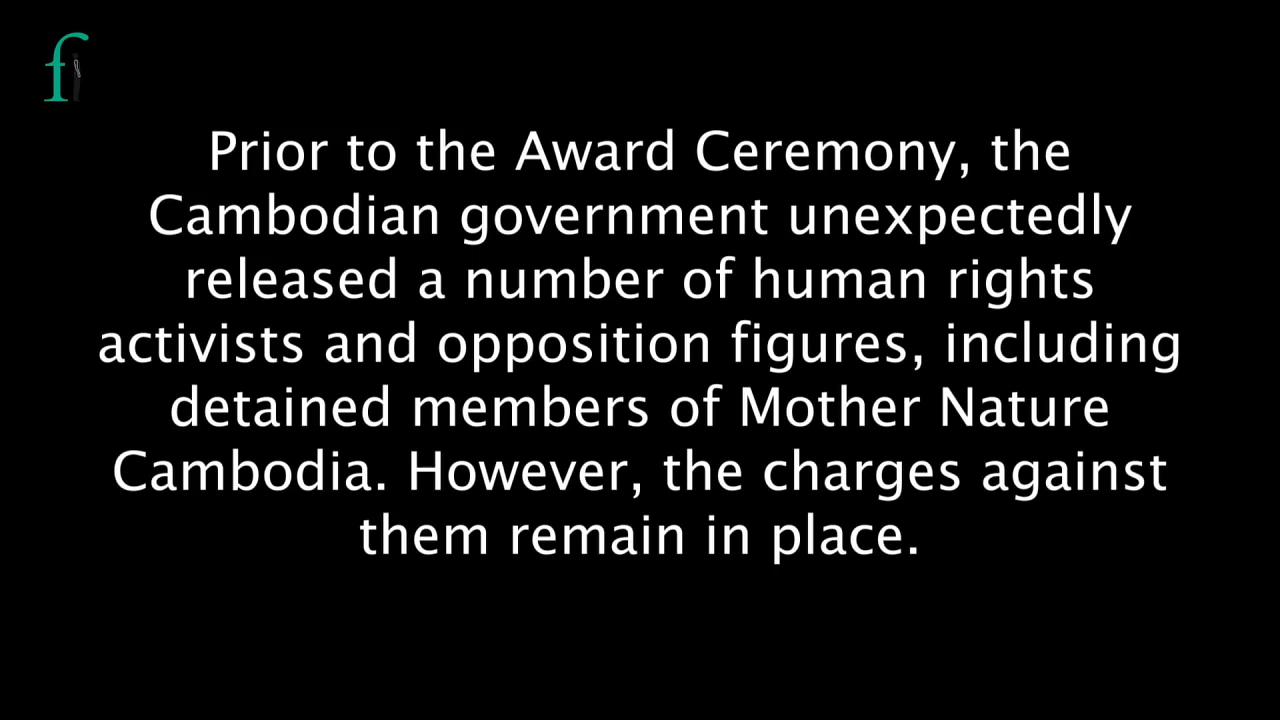 f
Prior to the Award Ceremony, the
Cambodian government unexpectedly
released a number of human rights
activists and opposition figures, including
detained members of Mother Nature
Cambodia. However, the charges against
them remain in place.